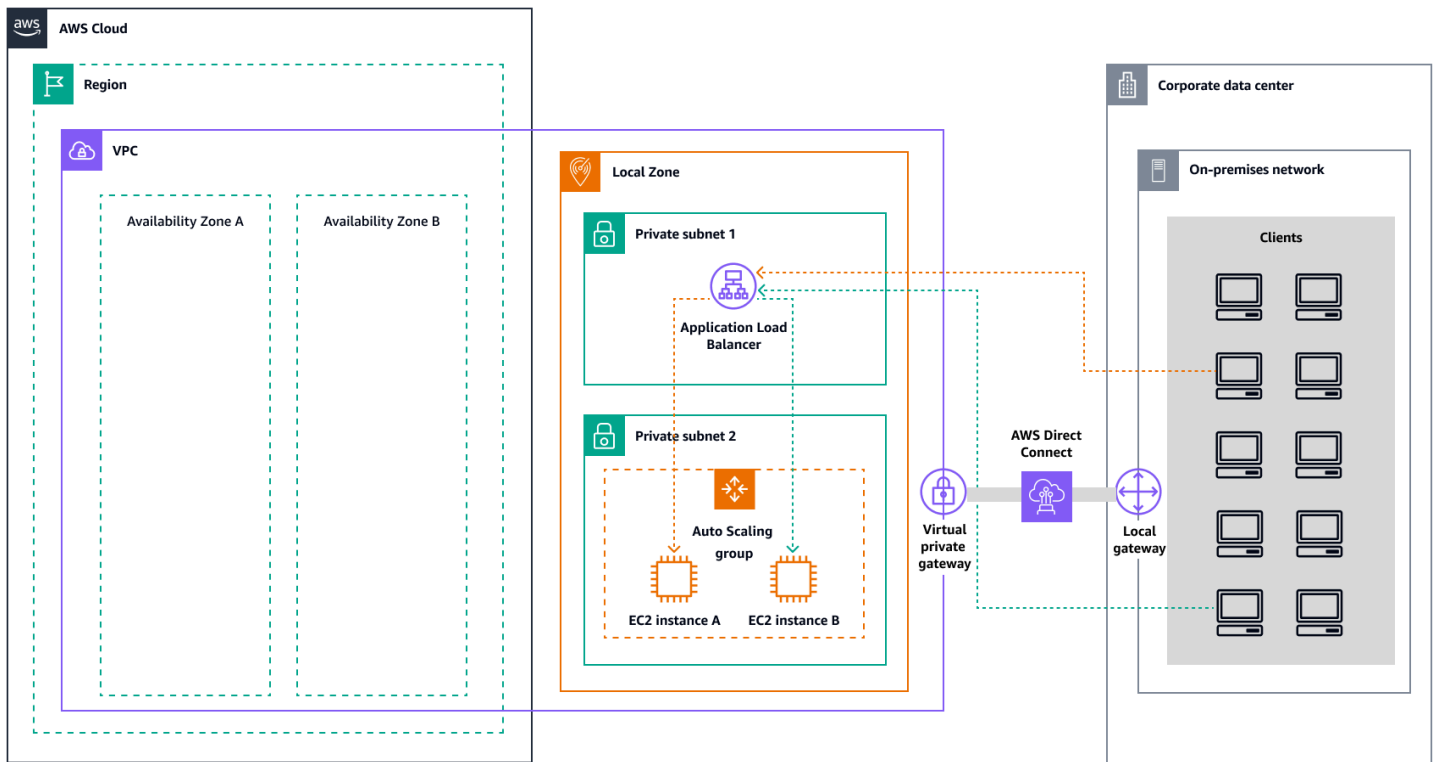 aws
AWS Cloud
Region
VPC
Availability Zone A
Availability Zone B
Local Zone
Private subnet 1
Application Load
Balancer
Private subnet 2
Auto Scaling
group
EC2 instance A
EC2 instance B
Virtual
private
gateway
AWS Direct
Connect
Local
gateway
Corporate data center
On-premises network
Clients